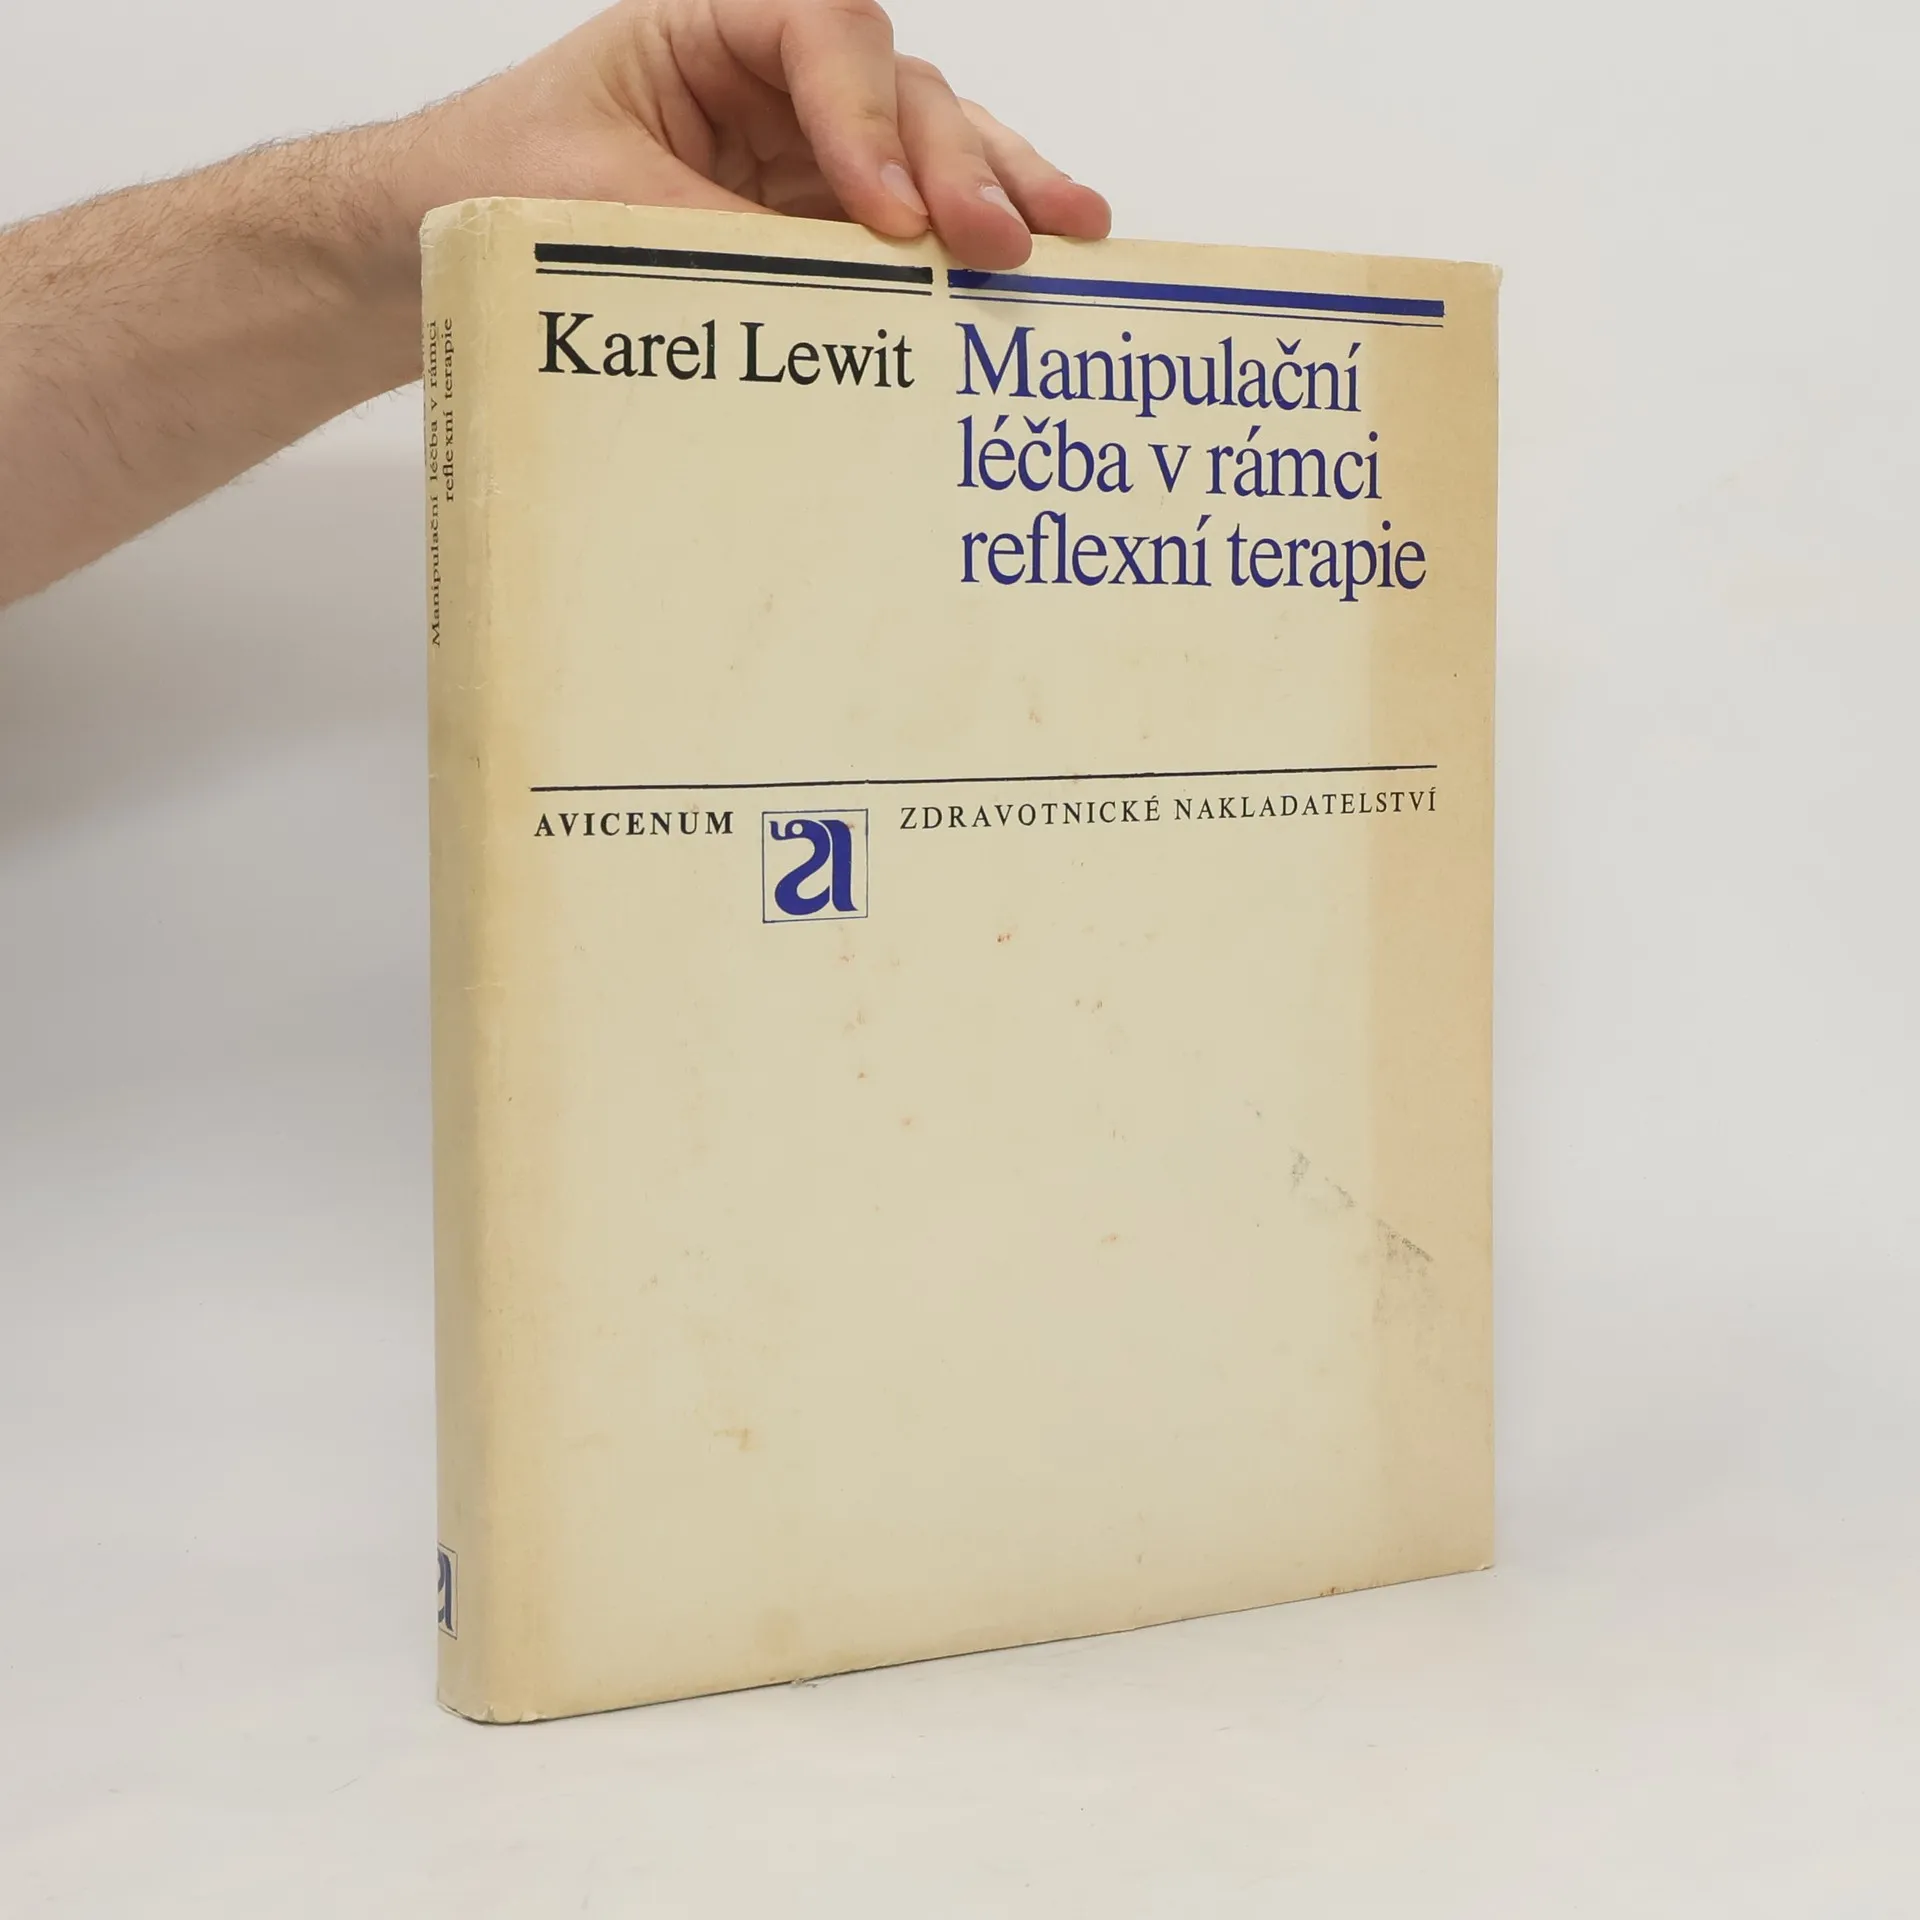 Karel Lewit
Manipulační
léčba v rámci
reflexní terapie
AVICENUM
ZDRAVOTNICKÉ NAKLADATELSTVÍ
Manipulační léčba v rámci
reflexní terapie